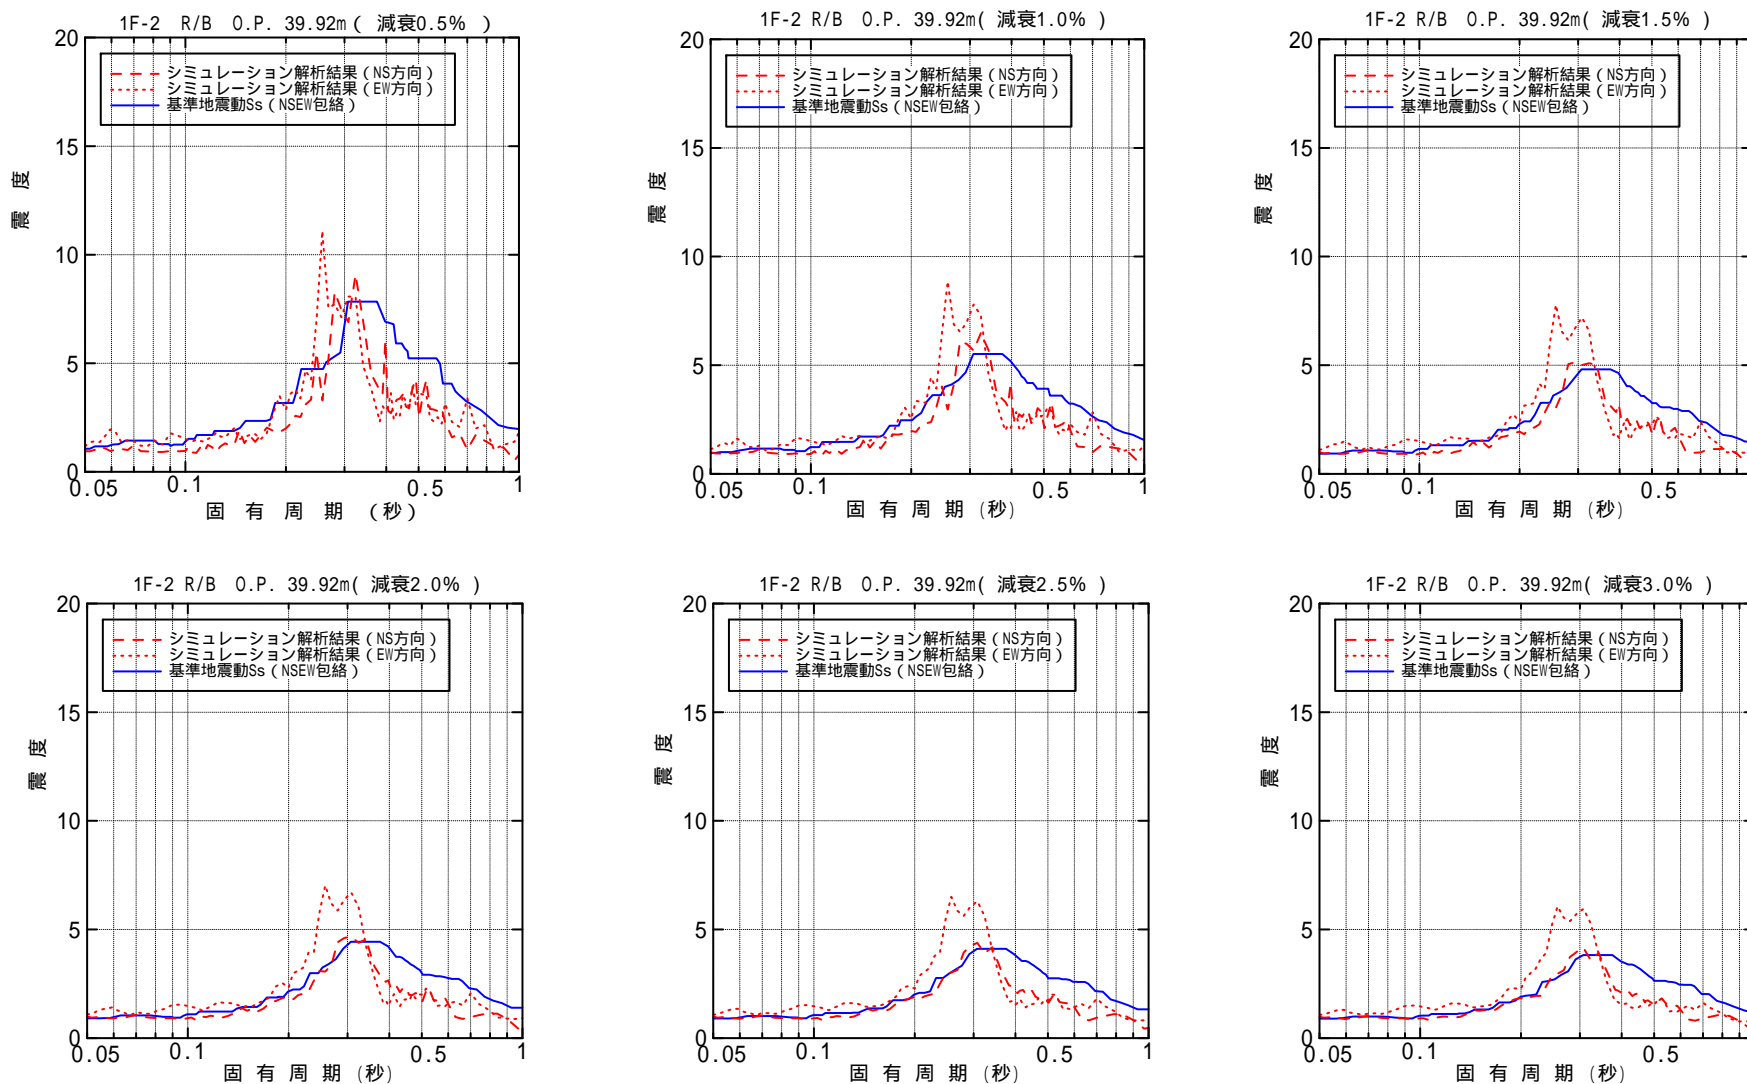 1F-2 R/B O.P. 39.92m( 減衰0.5% )
20
シミュレーション解析結果(NS方向)
シミュレーション解析結果(EW方向)
基準地震動Ss(NSEW包絡)
15
震度
10
5
0
0.05 0.1 0.5 1
固有周期(秒)
1F-2 R/B O.P. 39.92m( 減衰1.0% )
20
シミュレーション解析結果(NS方向)
シミュレーション解析結果(EW方向)
基準地震動Ss(NSEW包絡)
15
震度
10
5
0
0.05 0.1 0.5 1
固有周期(秒)
1F-2 R/B O.P. 39.92m( 減衰1.5% )
20
シミュレーション解析結果(NS方向)
シミュレーション解析結果(EW方向)
基準地震動Ss(NSEW包絡)
15
震度
10
5
0
0.05 0.1 0.5
固有周期(秒)
1F-2 R/B O.P. 39.92m( 減衰2.0% )
20
シミュレーション解析結果(NS方向)
シミュレーション解析結果(EW方向)
基準地震動Ss(NSEW包絡)
15
震度
10
5
0
0.05 0.1 0.5 1
固有周期(秒)
1F-2 R/B O.P. 39.92m( 減衰2.5% )
20
シミュレーション解析結果(NS方向)
シミュレーション解析結果(EW方向)
基準地震動Ss(NSEW包絡)
15
震度
10
5
0
0.05 0.1 0.5 1
固有周期(秒)
1F-2 R/B O.P. 39.92m( 減衰3.0% )
20
シミュレーション解析結果(NS方向)
シミュレーション解析結果(EW方向)
基準地震動Ss(NSEW包絡)
15
震度
10
5
0
0.05 0.1 0.5
固有周期(秒)